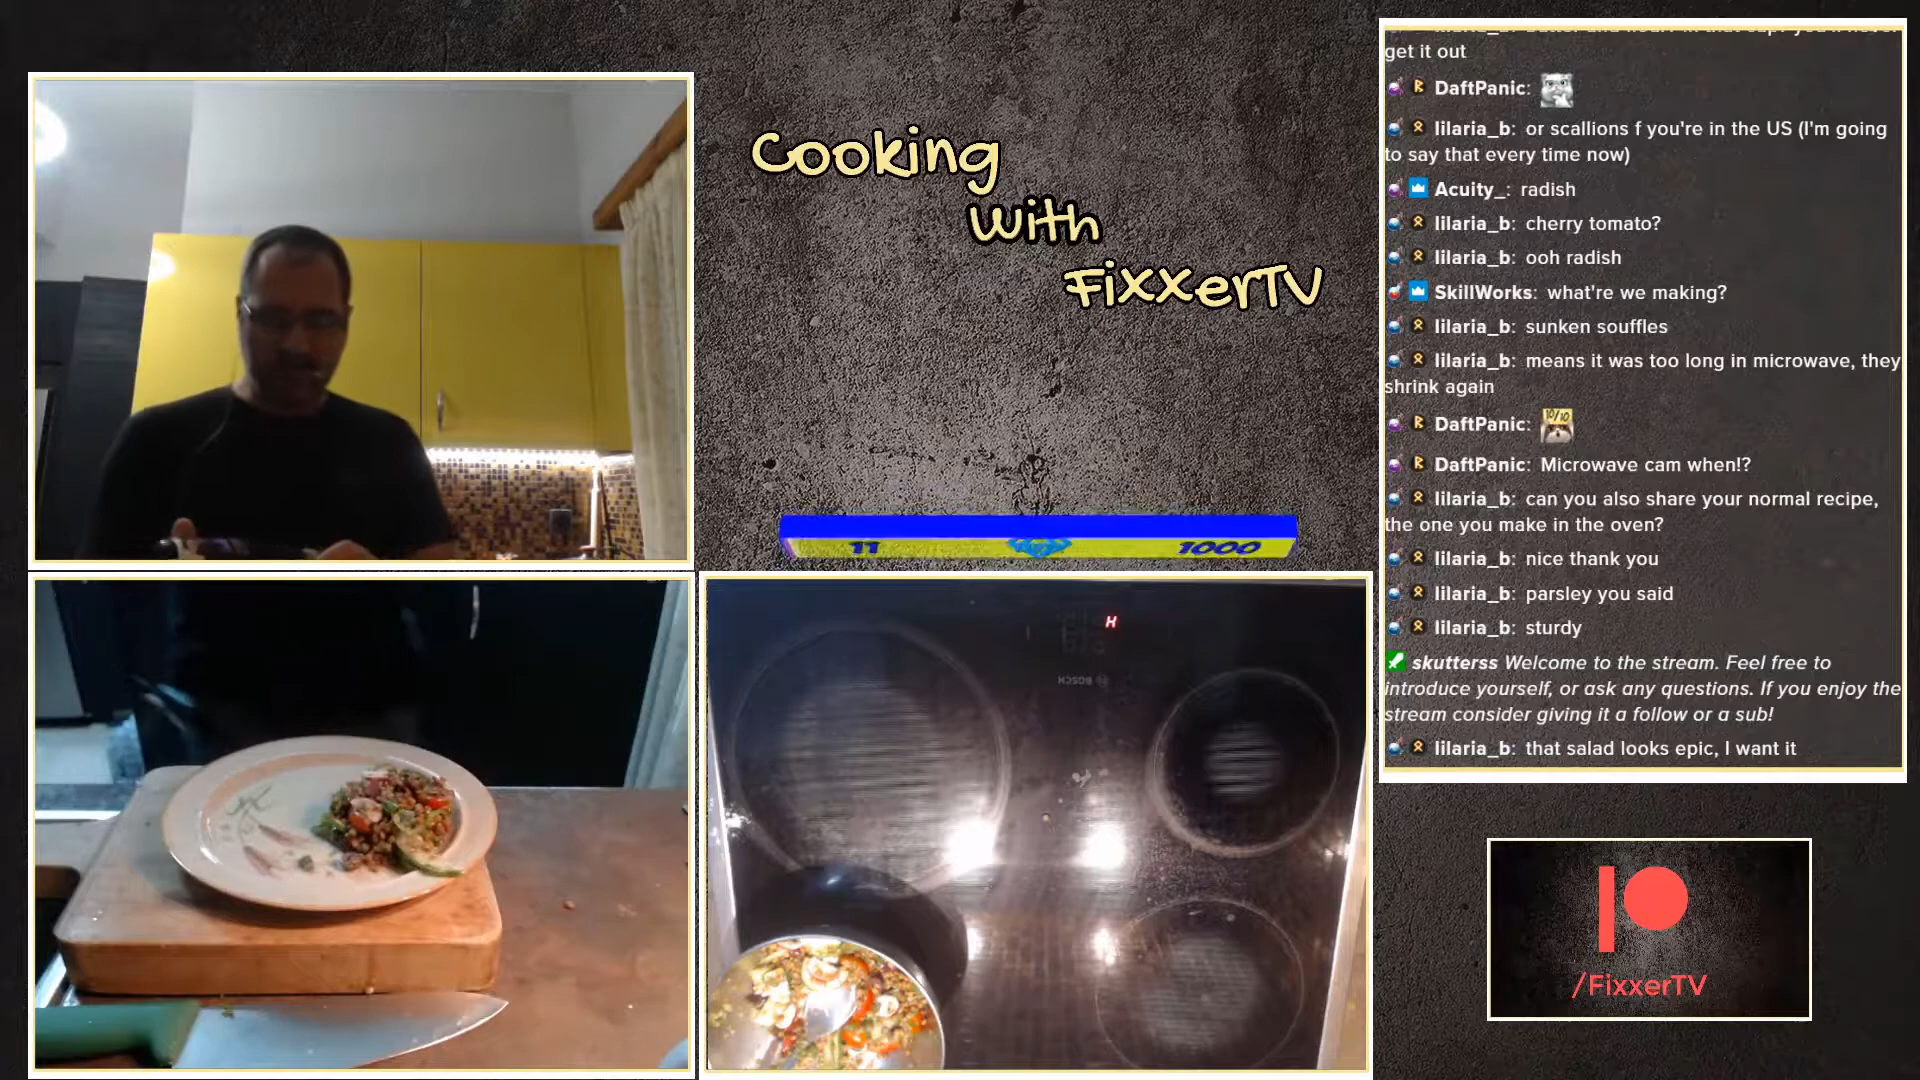 Cooking
with
FixxerTV
11 1000
H
BOSCH
get it out
DaftPanic:
lilaria_b: or scallions f you're in the US (I'm going
to say that every time now)
Acuity_: radish
lilaria_b: cherry tomato?
lilaria_b: ooh radish
SkillWorks: what're we making?
lilaria_b: sunken souffles
lilaria_b: means it was too long in microwave, they
shrink again
DaftPanic: 10/10
DaftPanic: Microwave cam when!?
lilaria_b: can you also share your normal recipe,
the one you make in the oven?
lilaria_b: nice thank you
lilaria_b: parsley you said
lilaria_b: sturdy
skutterss Welcome to the stream. Feel free to
introduce yourself, or ask any questions. If you enjoy the
stream consider giving it a follow or a sub!
lilaria_b: that salad looks epic, I want it
/FixxerTV